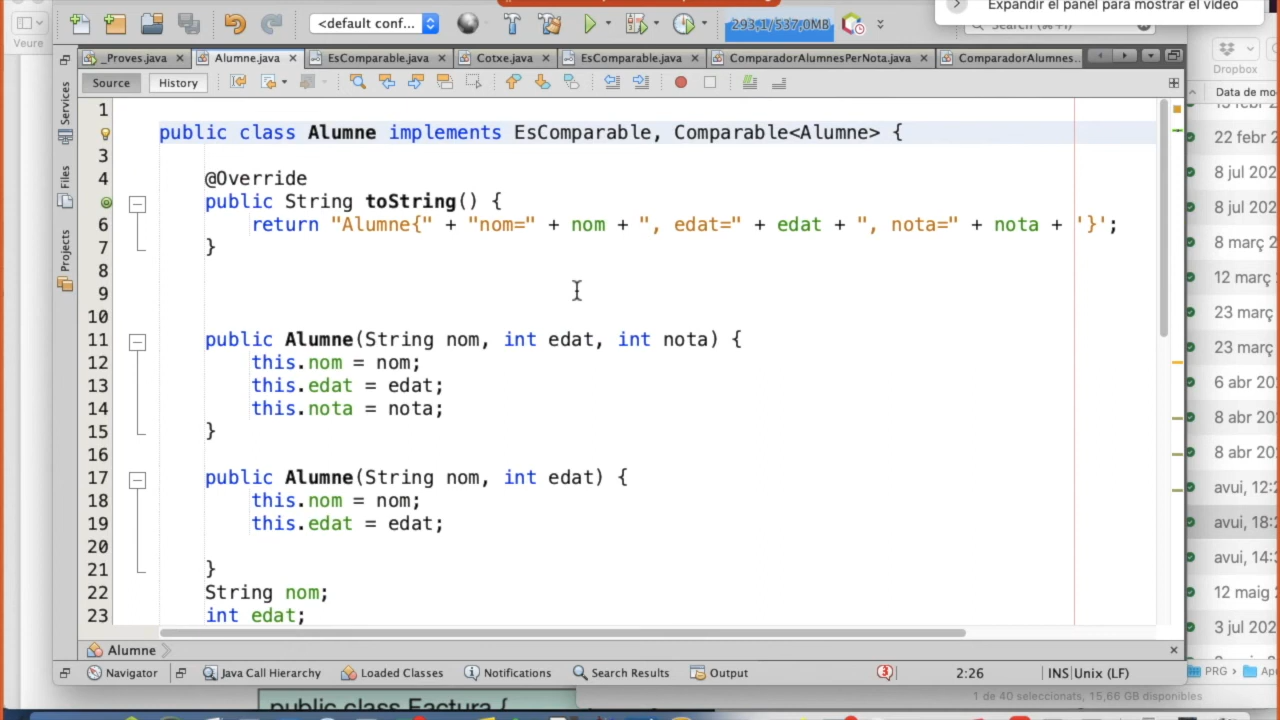 Expandir el panel para mostrar el vídeo
<default conf...
293,1/537,0MB
Search (⌘+I)
Veure
Dropbox
_Proves.java
Alumne.java
EsComparable.java
Cotxe.java
EsComparable.java
ComparadorAlumnesPerNota.java
ComparadorAlumnes...
Source
History
Data de mo
Services
Files
Projects
1
public class Alumne implements EsComparable, Comparable<Alumne> {
3
4 @Override
5 public String toString() {
6 return "Alumne{" + "nom=" + nom + ", edat=" + edat + ", nota=" + nota + '}';
7 }
8
9
10
11 public Alumne(String nom, int edat, int nota) {
12 this.nom = nom;
13 this.edat = edat;
14 this.nota = nota;
15 }
16
17 public Alumne(String nom, int edat) {
18 this.nom = nom;
19 this.edat = edat;
20
21 }
22 String nom;
23 int edat;
22 febr 2
8 jul 202
8 jul 202
8 març 2
12 març
23 març
23 març
6 abr 20
8 abr 20
8 abr 20
avui, 12:2
avui, 18:2
avui, 14:
12 maig 2
3 jul 202
Alumne
Navigator
Java Call Hierarchy
Loaded Classes
Notifications
Search Results
Output
2:26
INS
Unix (LF)
PRG
1 de 40 seleccionats, 15,66 GB disponibles
public class Factura {